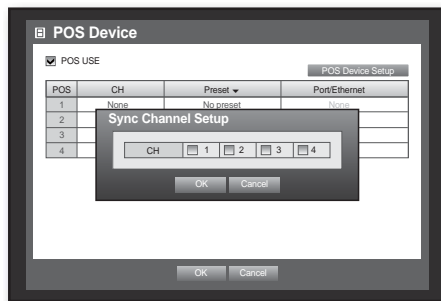 POS Device
POS USE
POS Device Setup
POS CH Preset Port/Ethernet
1 None No preset None
2
3
4
Sync Channel Setup
CH 1 2 3 4
OK Cancel
OK Cancel